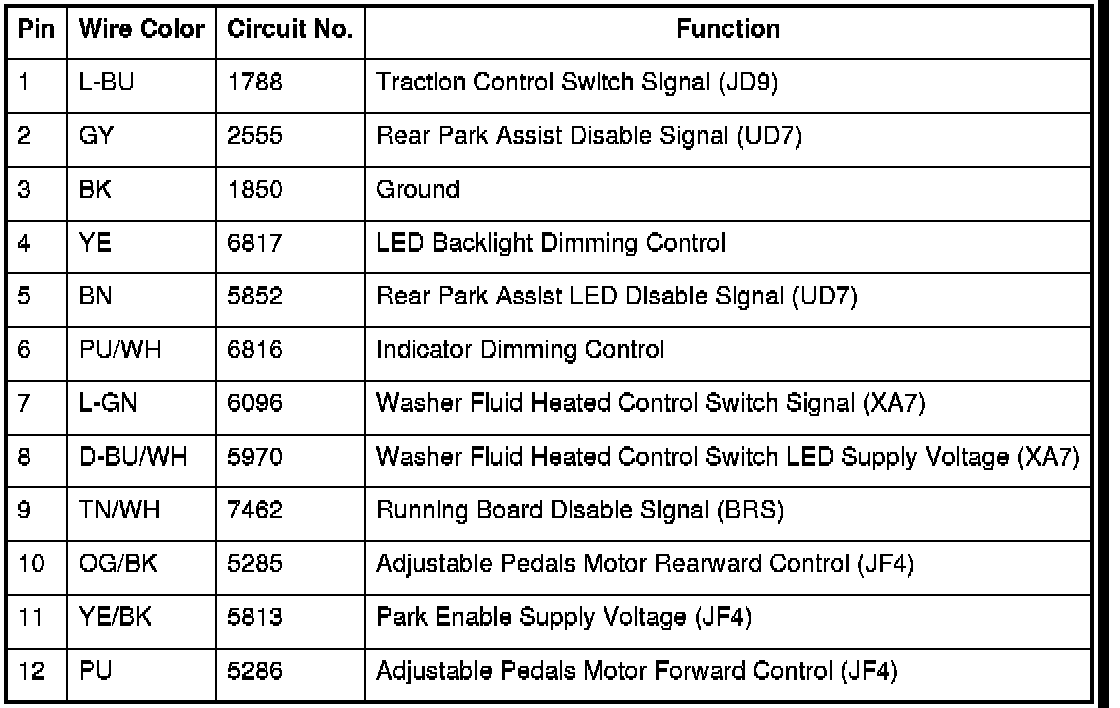 Pin Wire Color Circuit No. Function
1 L-BU 1788 Traction Control Switch Signal (JD9)
2 GY 2555 Rear Park Assist Disable Signal (UD7)
3 BK 1850 Ground
4 YE 6817 LED Backlight Dimming Control
5 BN 5852 Rear Park Assist LED Disable Signal (UD7)
6 PU/WH 6816 Indicator Dimming Control
7 L-GN 6096 Washer Fluid Heated Control Switch Signal (XA7)
8 D-BU/WH 5970 Washer Fluid Heated Control Switch LED Supply Voltage (XA7)
9 TN/WH 7462 Running Board Disable Signal (BRS)
10 OG/BK 5285 Adjustable Pedals Motor Rearward Control (JF4)
11 YE/BK 5813 Park Enable Supply Voltage (JF4)
12 PU 5286 Adjustable Pedals Motor Forward Control (JF4)